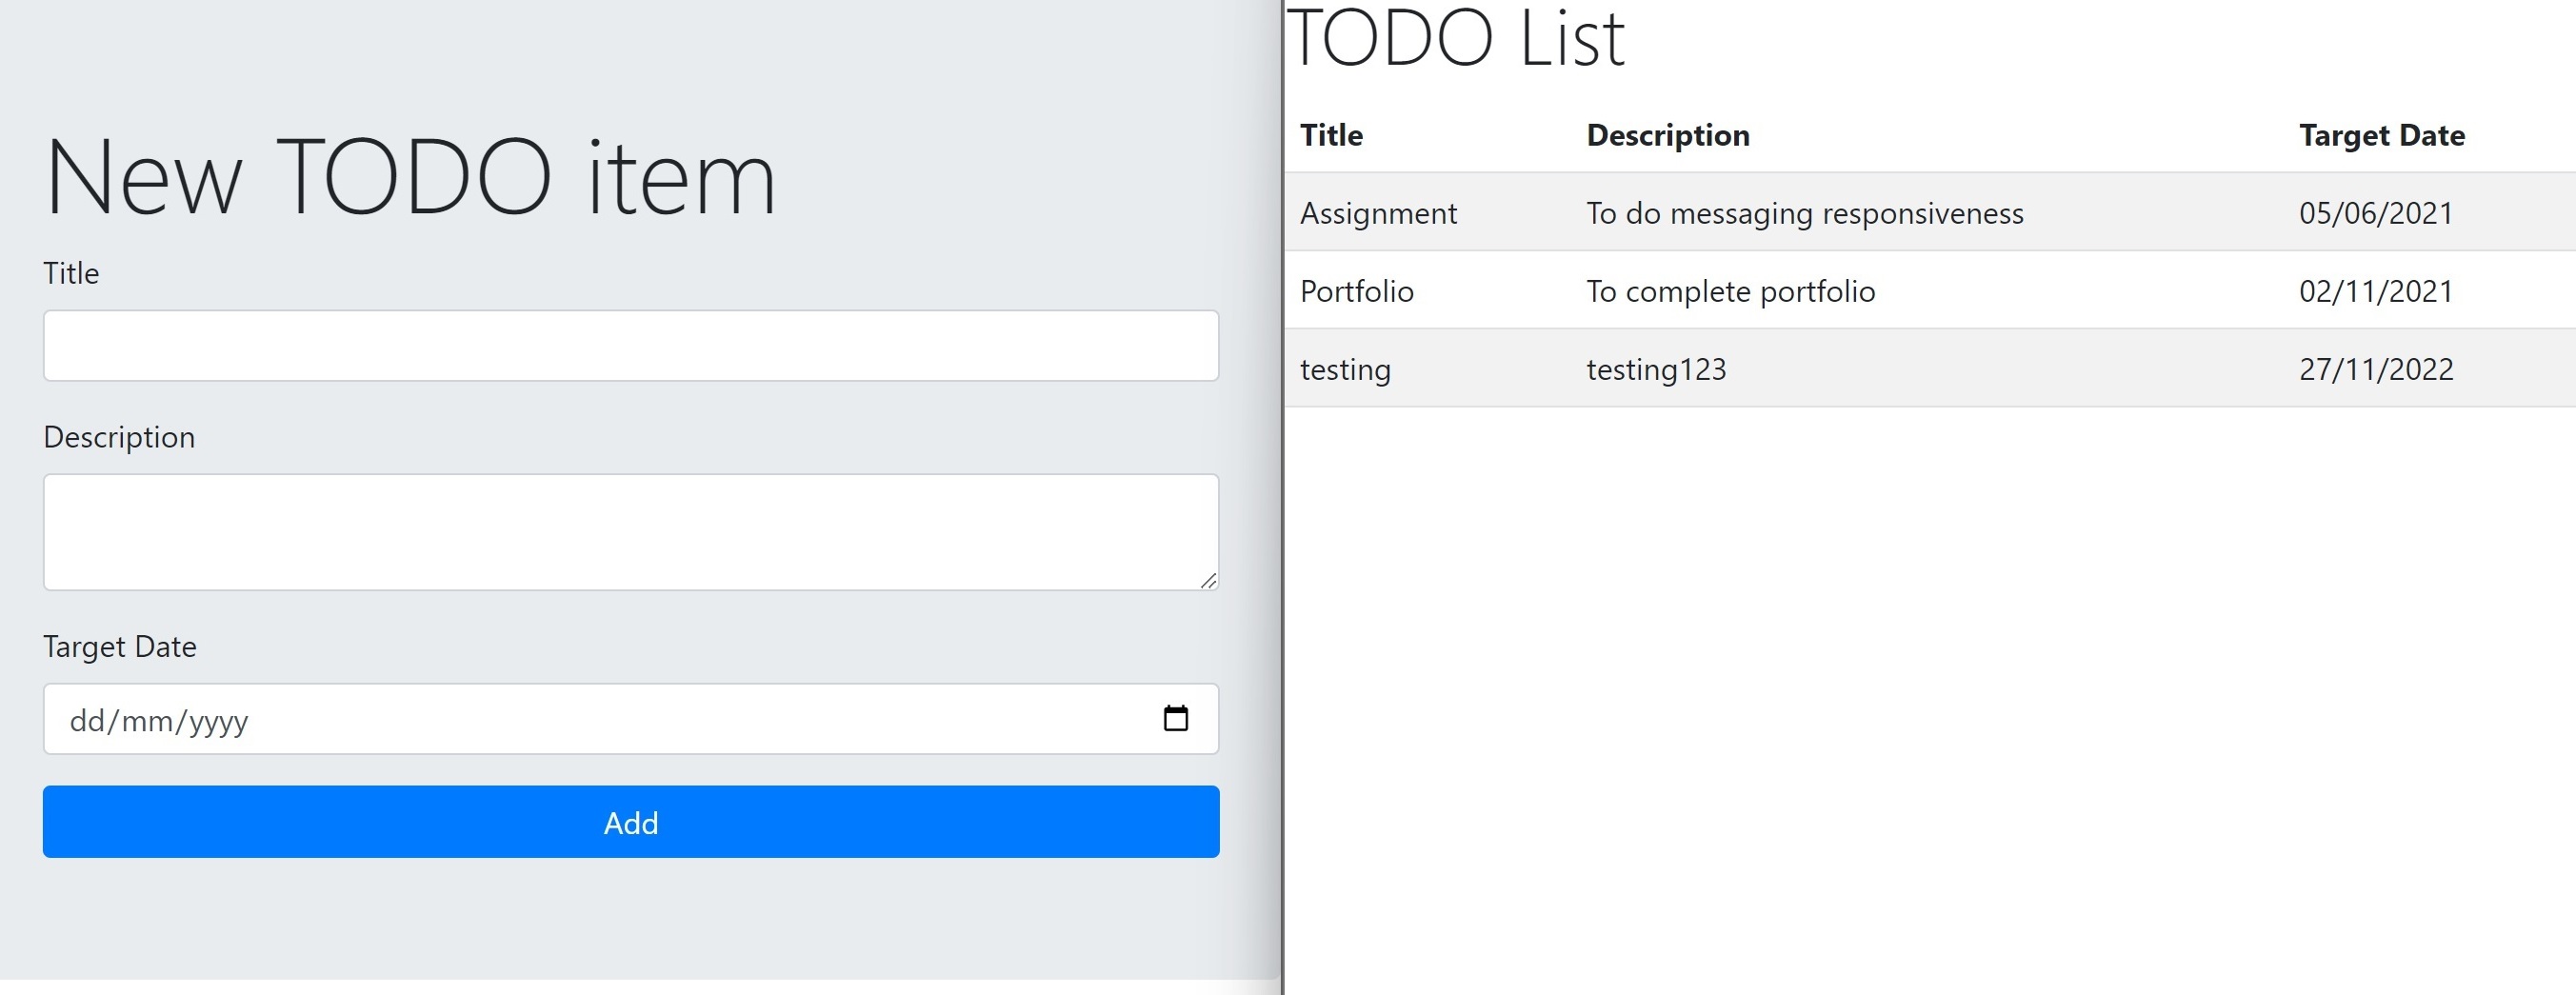 New TODO item
Title
Description
Target Date
dd/mm/yyyy
Add
TODO List
Title Description Target Date
Assignment To do messaging responsiveness 05/06/2021
Portfolio To complete portfolio 02/11/2021
testing testing123 27/11/2022